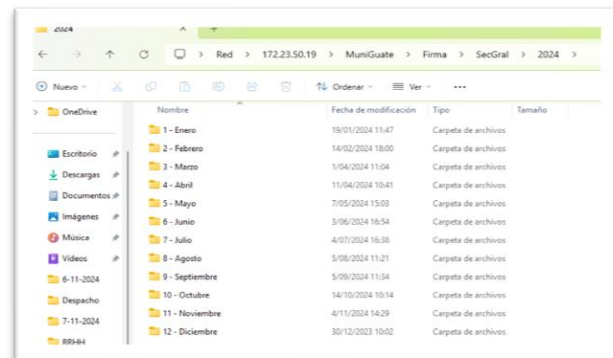 2024
Red > 172.23.50.19 > MuniGuate > Firma > SecGral > 2024 >
Nuevo Ordenar Ver ...
OneDrive
Escritorio
Descargas
Documentos
Imágenes
Música
Vídeos
6-11-2024
Despacho
7-11-2024
RRHH
Nombre Fecha de modificación Tipo Tamaño
1 - Enero 19/01/2024 11:47 Carpeta de archivos
2 - Febrero 14/02/2024 18:00 Carpeta de archivos
3 - Marzo 1/04/2024 11:04 Carpeta de archivos
4 - Abril 11/04/2024 10:41 Carpeta de archivos
5 - Mayo 7/05/2024 15:03 Carpeta de archivos
6 - Junio 3/06/2024 16:54 Carpeta de archivos
7 - Julio 4/07/2024 16:38 Carpeta de archivos
8 - Agosto 5/08/2024 11:21 Carpeta de archivos
9 - Septiembre 5/09/2024 11:34 Carpeta de archivos
10 - Octubre 14/10/2024 10:14 Carpeta de archivos
11 - Noviembre 4/11/2024 14:29 Carpeta de archivos
12 - Diciembre 30/12/2023 10:02 Carpeta de archivos